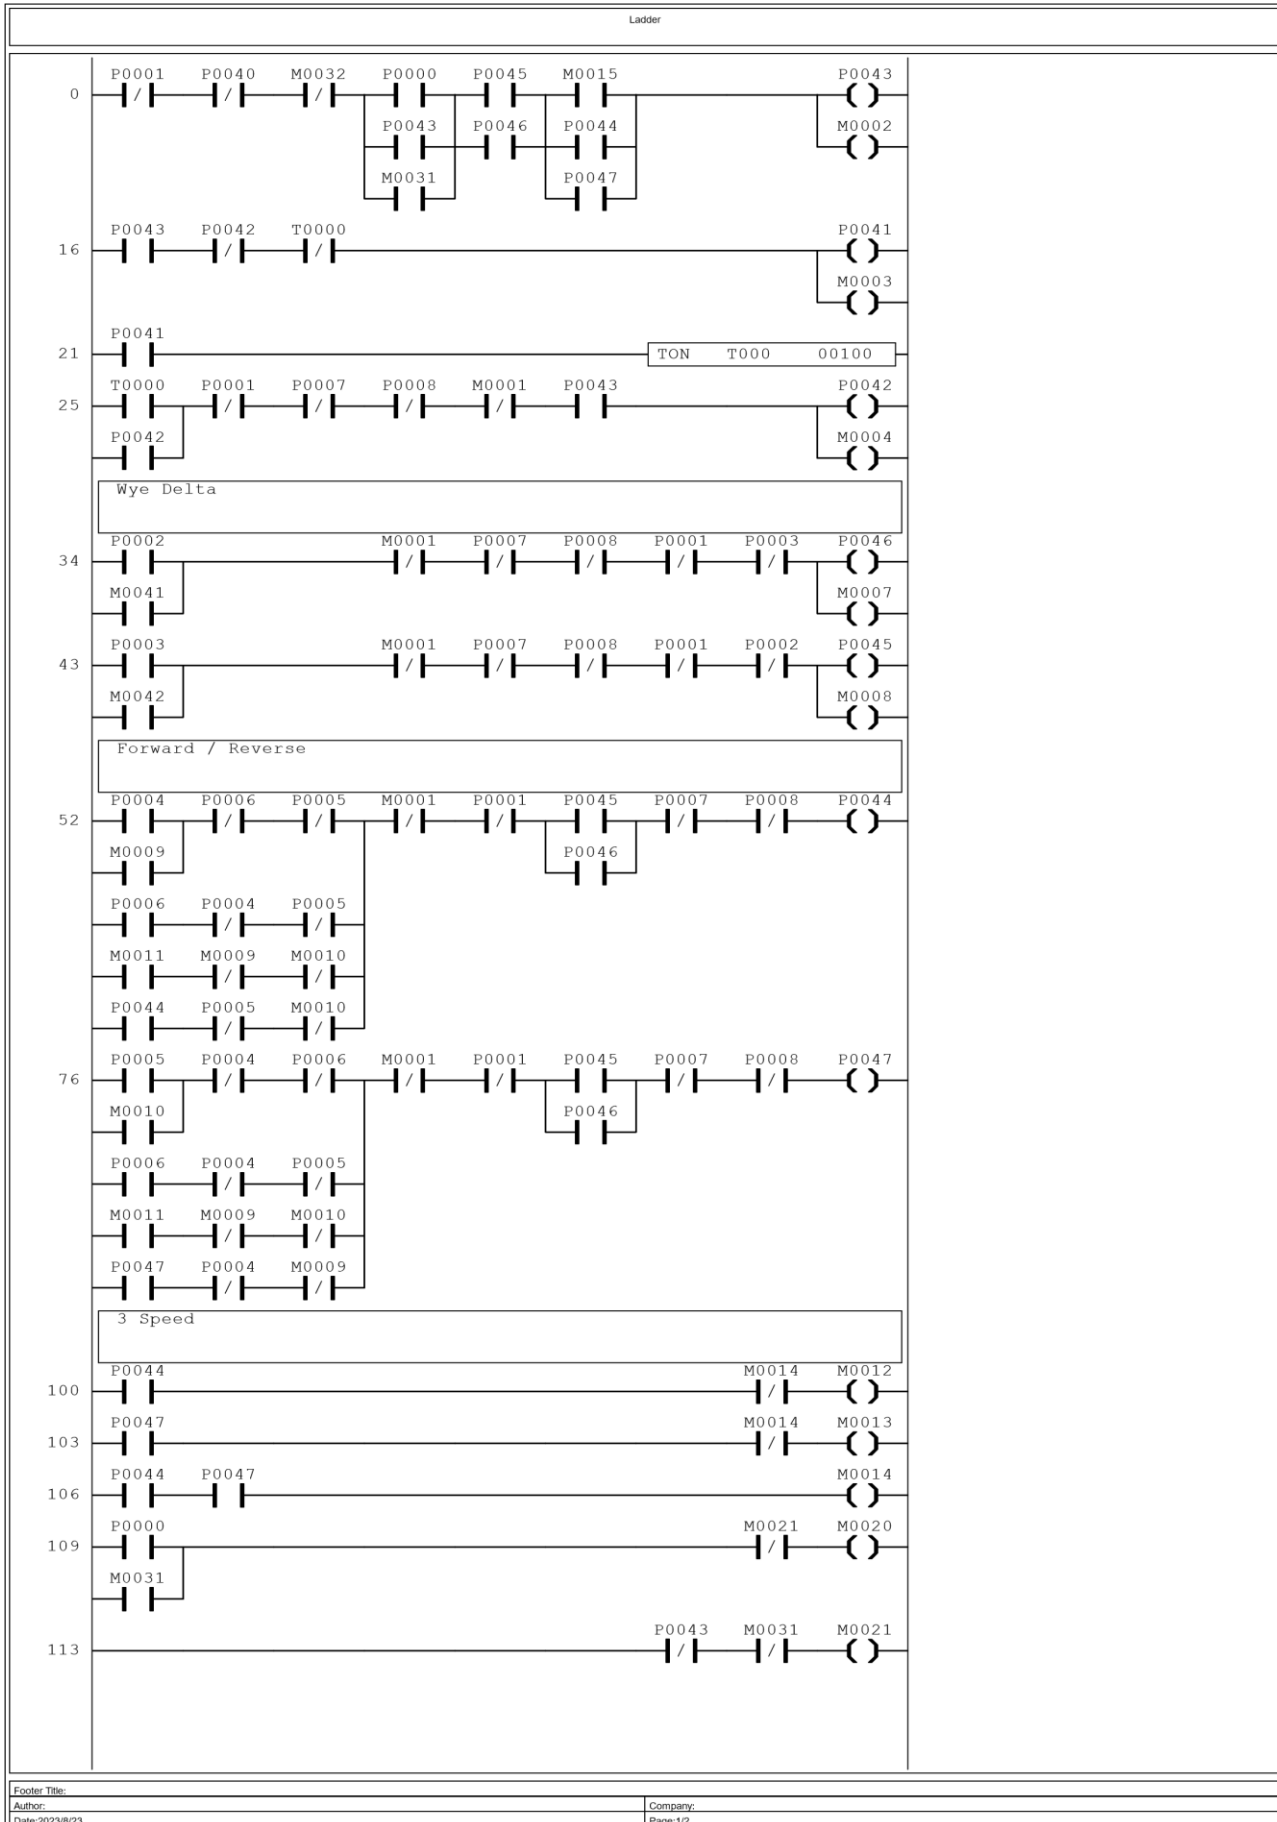 Ladder
P0001 P0040 M0032 P0000 P0045 M0015 P0043
0
P0043 P0046 P0044 M0002
M0031 P0047
P0043 P0042 T0000 P0041
16
M0003
P0041
21 TON T000 00100
T0000 P0001 P0007 P0008 M0001 P0043 P0042
25
P0042 M0004
Wye Delta
P0002 M0001 P0007 P0008 P0001 P0003 P0046
34
M0041 M0007
P0003 M0001 P0007 P0008 P0001 P0002 P0045
43
M0042 M0008
Forward / Reverse
P0004 P0006 P0005 M0001 P0001 P0045 P0007 P0008 P0044
52
M0009 P0046
P0006 P0004 P0005
M0011 M0009 M0010
P0044 P0005 M0010
P0005 P0004 P0006 M0001 P0001 P0045 P0007 P0008 P0047
76
M0010 P0046
P0006 P0004 P0005
M0011 M0009 M0010
P0047 P0004 M0009
3 Speed
P0044 M0014 M0012
100
P0047 M0014 M0013
103
P0044 P0047 M0014
106
P0000 M0021 M0020
109
M0031
P0043 M0031 M0021
113
Footer Title:
Author: Company:
Date:2023/8/23 Page:1/2